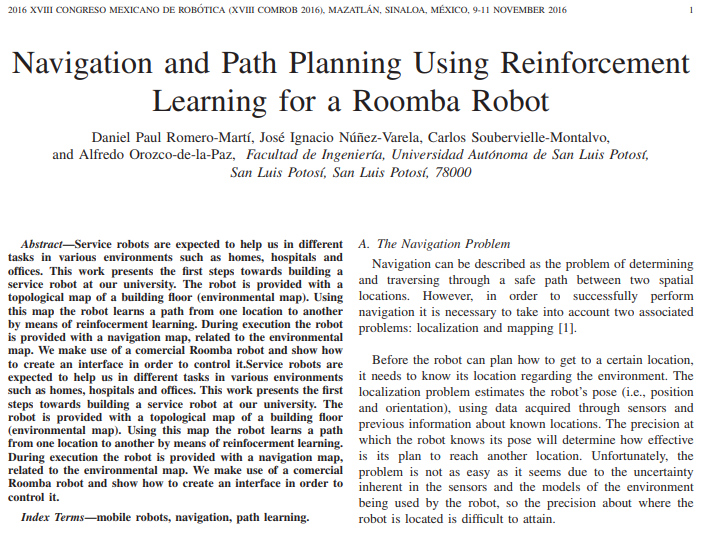 2016 XVIII CONGRESO MEXICANO DE ROBÓTICA (XVIII COMROB 2016), MAZATLÁN, SINALOA, MÉXICO, 9-11 NOVEMBER 2016 1
Navigation and Path Planning Using Reinforcement
Learning for a Roomba Robot
Daniel Paul Romero-Martí, José Ignacio Núñez-Varela, Carlos Soubervielle-Montalvo,
and Alfredo Orozco-de-la-Paz, Facultad de Ingeniería, Universidad Autónoma de San Luis Potosí,
San Luis Potosí, San Luis Potosí, 78000
Abstract—Service robots are expected to help us in different
tasks in various environments such as homes, hospitals and
offices. This work presents the first steps towards building a
service robot at our university. The robot is provided with a
topological map of a building floor (environmental map). Using
this map the robot learns a path from one location to another
by means of reinfocerment learning. During execution the robot
is provided with a navigation map, related to the environmental
map. We make use of a comercial Roomba robot and show how
to create an interface in order to control it.Service robots are
expected to help us in different tasks in various environments
such as homes, hospitals and offices. This work presents the first
steps towards building a service robot at our university. The
robot is provided with a topological map of a building floor
(environmental map). Using this map the robot learns a path
from one location to another by means of reinfocerment learning.
During execution the robot is provided with a navigation map,
related to the environmental map. We make use of a comercial
Roomba robot and show how to create an interface in order to
control it.
Index Terms—mobile robots, navigation, path learning.
A. The Navigation Problem
Navigation can be described as the problem of determining
and traversing through a safe path between two spatial
locations. However, in order to successfully perform
navigation it is necessary to take into account two associated
problems: localization and mapping [1].
Before the robot can plan how to get to a certain location,
it needs to know its location regarding the environment. The
localization problem estimates the robot's pose (i.e., position
and orientation), using data acquired through sensors and
previous information about known locations. The precision at
which the robot knows its pose will determine how effective
is its plan to reach another location. Unfortunately, the
problem is not as easy as it seems due to the uncertainty
inherent in the sensors and the models of the environment
being used by the robot, so the precision about where the
robot is located is difficult to attain.